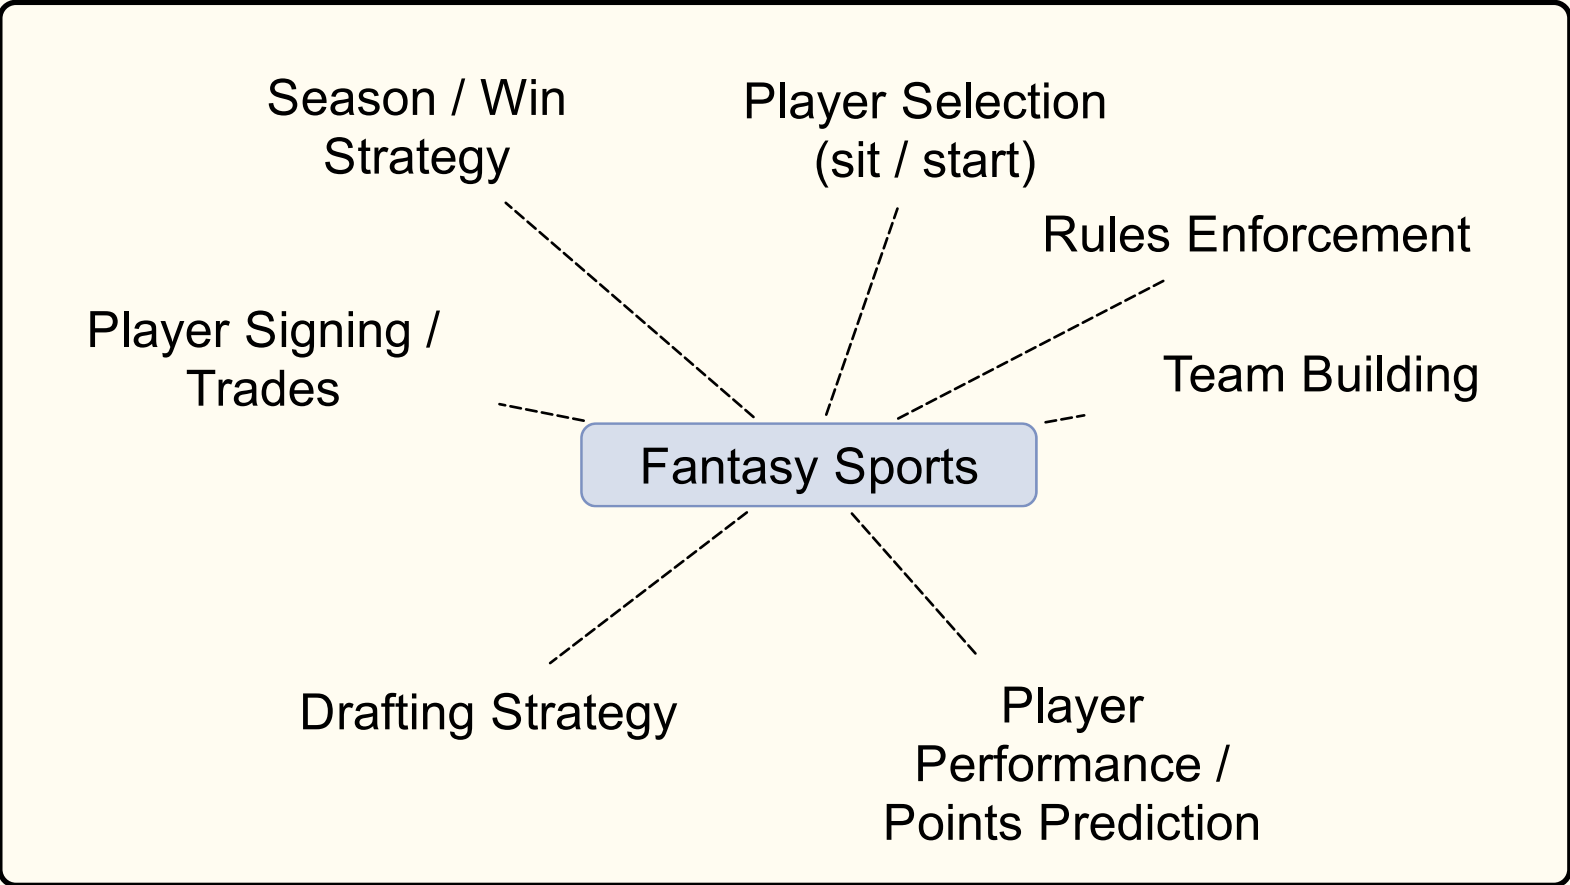 Season / Win
Strategy
Player Selection
(sit / start)
Rules Enforcement
Player Signing /
Trades
Team Building
Fantasy Sports
Drafting Strategy
Player
Performance /
Points Prediction